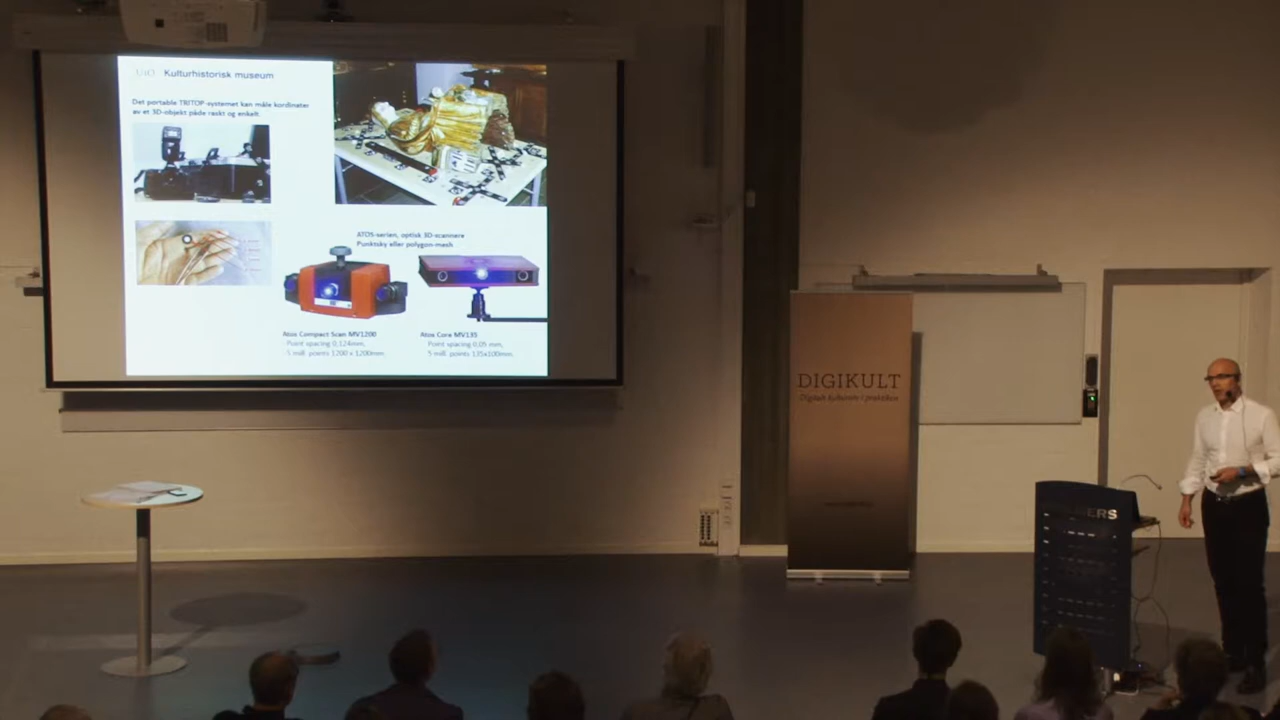 UiO Kulturhistorisk museum
Det portable TRITOP-systemet kan måle kordinater
av et 3D-objekt både raskt og enkelt.
ATOS-serien, optisk 3D-scannere
Punktsky eller polygon-mesh
Atos Compact Scan MV1200
Point spacing 0,124mm,
5 mill. points 1200 x 1200mm.
Atos Core MV135
Point spacing 0,05 mm,
5 mill. points 135x100mm.
DIGIKULT
Digitale kulturarv i praktiken